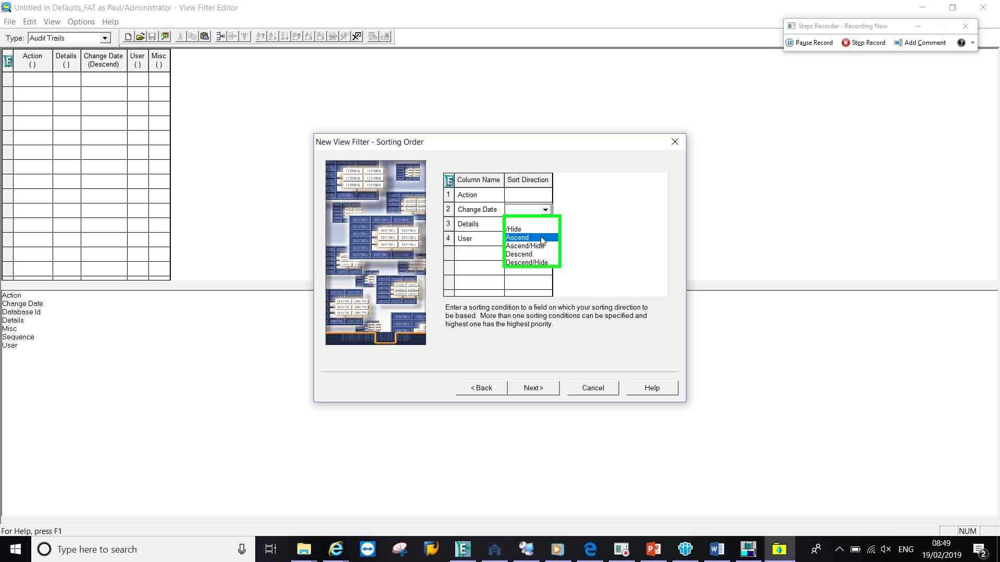 Untitled in Defaults_FAT as Paul/Administrator - View Filter Editor
File Edit View Options Help
Steps Recorder - Recording Now
Type: Audit Trails
Pause Record Stop Record Add Comment
Action Details Change Date User Misc
( ) ( ) (Descend) ( ) ( )
New View Filter - Sorting Order
Column Name Sort Direction
1 Action
2 Change Date
3 Details
/Hide
4 User
Ascend
Ascend/Hide
Descend
Descend/Hide
Enter a sorting condition to a field on which your sorting direction to
be based. More than one sorting conditions can be specified and
highest one has the highest priority.
< Back Next> Cancel Help
Action
Change Date
Database Id
Details
Misc
Sequence
User
For Help, press F1
NUM
Type here to search
ENG
08:49
19/02/2019
2